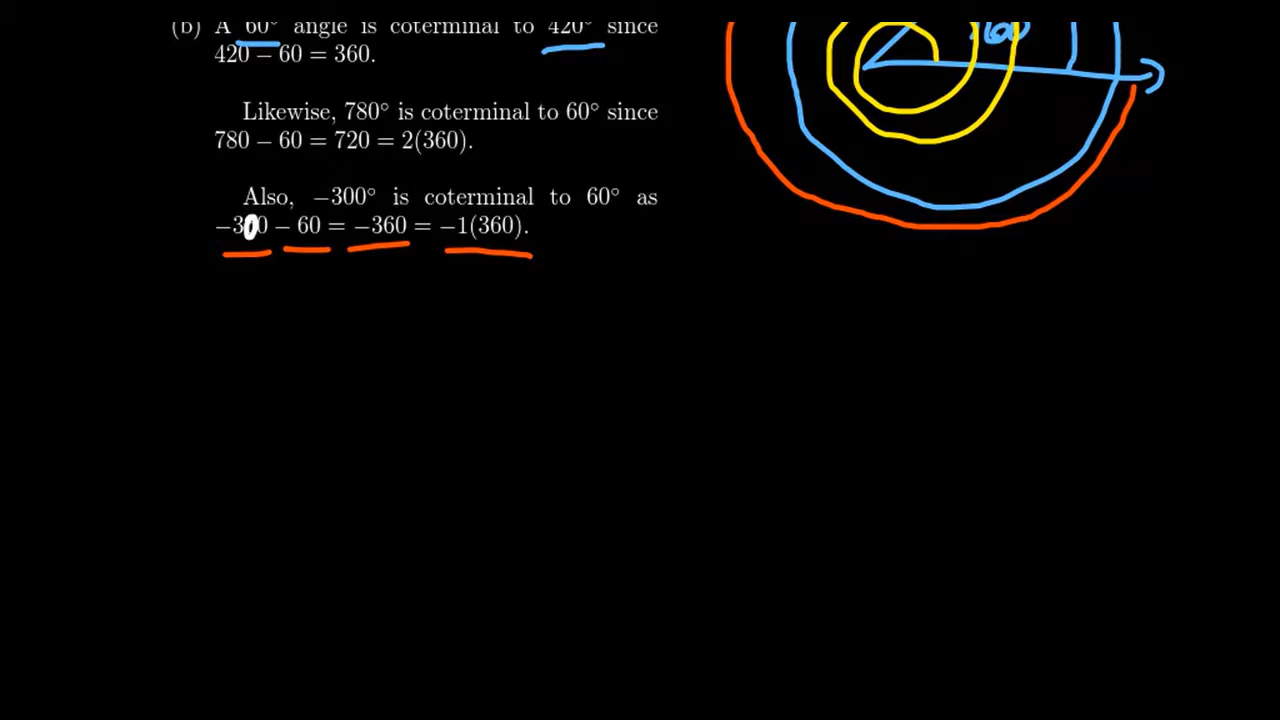 (b) A 60° angle is coterminal to 420° since
420 − 60 = 360.
Likewise, 780° is coterminal to 60° since
780 − 60 = 720 = 2(360).
Also, −300° is coterminal to 60° as
−300 − 60 = −360 = −1(360).